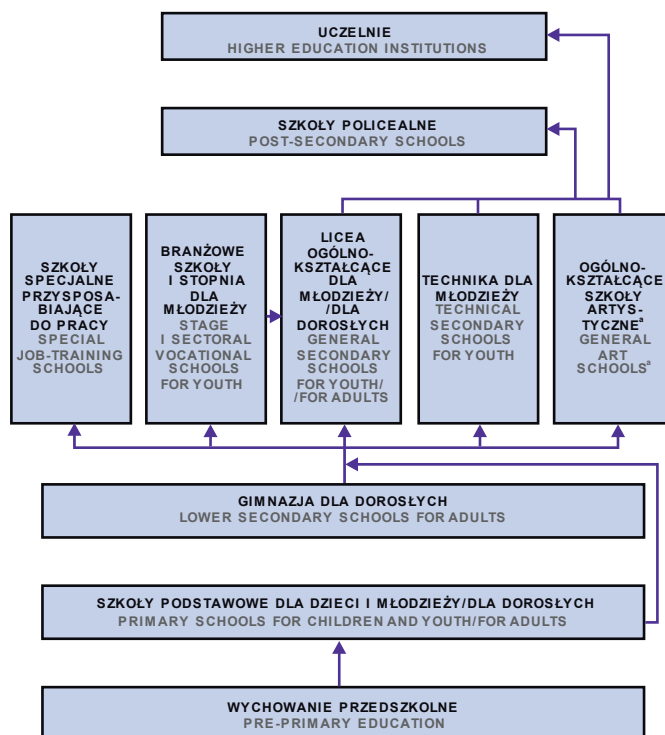 UCZELNIE
HIGHER EDUCATION INSTITUTIONS
SZKOŁY POLICEALNE
POST-SECONDARY SCHOOLS
SZKOŁY
SPECJALNE
PRZYSPOSA-
BIAJĄCE
DO PRACY
SPECIAL
JOB-TRAINING
SCHOOLS
BRANŻOWE
SZKOŁY
I STOPNIA
DLA
MŁODZIEŻY
STAGE
I SECTORAL
VOCATIONAL
SCHOOLS
FOR YOUTH
LICEA
OGÓLNO-
KSZTAŁCĄCE
DLA
MŁODZIEŻY/
/DLA
DOROSŁYCH
GENERAL
SECONDARY
SCHOOLS
FOR YOUTH/
/FOR ADULTS
TECHNIKA DLA
MŁODZIEŻY
TECHNICAL
SECONDARY
SCHOOLS
FOR YOUTH
OGÓLNO-
KSZTAŁCĄCE
SZKOŁY
ARTYS-
TYCZNEᵃ
GENERAL
ART
SCHOOLSᵃ
GIMNAZJA DLA DOROSŁYCH
LOWER SECONDARY SCHOOLS FOR ADULTS
SZKOŁY PODSTAWOWE DLA DZIECI I MŁODZIEŻY/DLA DOROSŁYCH
PRIMARY SCHOOLS FOR CHILDREN AND YOUTH/FOR ADULTS
WYCHOWANIE PRZEDSZKOLNE
PRE-PRIMARY EDUCATION